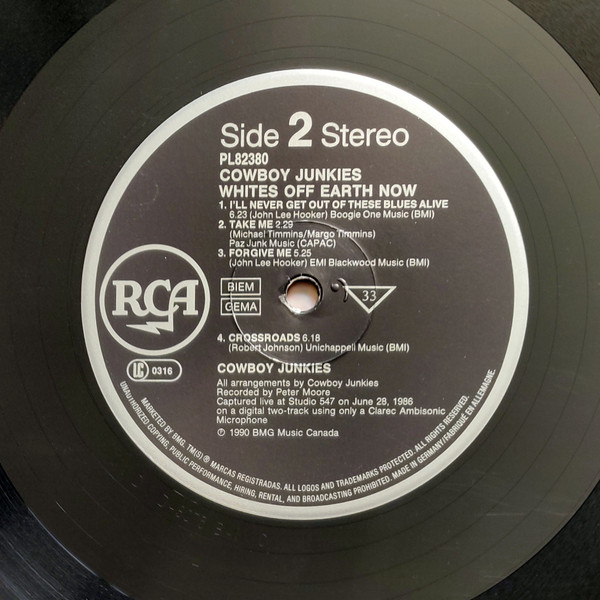 Side 2 Stereo
PL82380
COWBOY JUNKIES
WHITES OFF EARTH NOW
1. I'LL NEVER GET OUT OF THESE BLUES ALIVE
6.23 (John Lee Hooker) Boogie One Music (BMI)
2. TAKE ME 2.29
(Michael Timmins/Margo Timmins)
Paz Junk Music (CAPAC)
3. FORGIVE ME 5.25
(John Lee Hooker) EMI Blackwood Music (BMI)
RCA
BIEM
GEMA
33
4. CROSSROADS 6.18
(Robert Johnson) Unichappell Music (BMI)
LC 0316
COWBOY JUNKIES
All arrangements by Cowboy Junkies
Recorded by Peter Moore
Captured live at Studio 547 on June 28, 1986
on a digital two-track using only a Clarec Ambisonic
Microphone
℗ 1990 BMG Music Canada
MARKETED BY BMG. TM(S) ® MARCAS REGISTRADAS. ALL LOGOS AND TRADEMARKS PROTECTED. ALL RIGHTS RESERVED.
UNAUTHORIZED COPYING, PUBLIC PERFORMANCE, HIRING, RENTAL, AND BROADCASTING PROHIBITED. MADE IN GERMANY/FABRIQUÉ EN ALLEMAGNE.